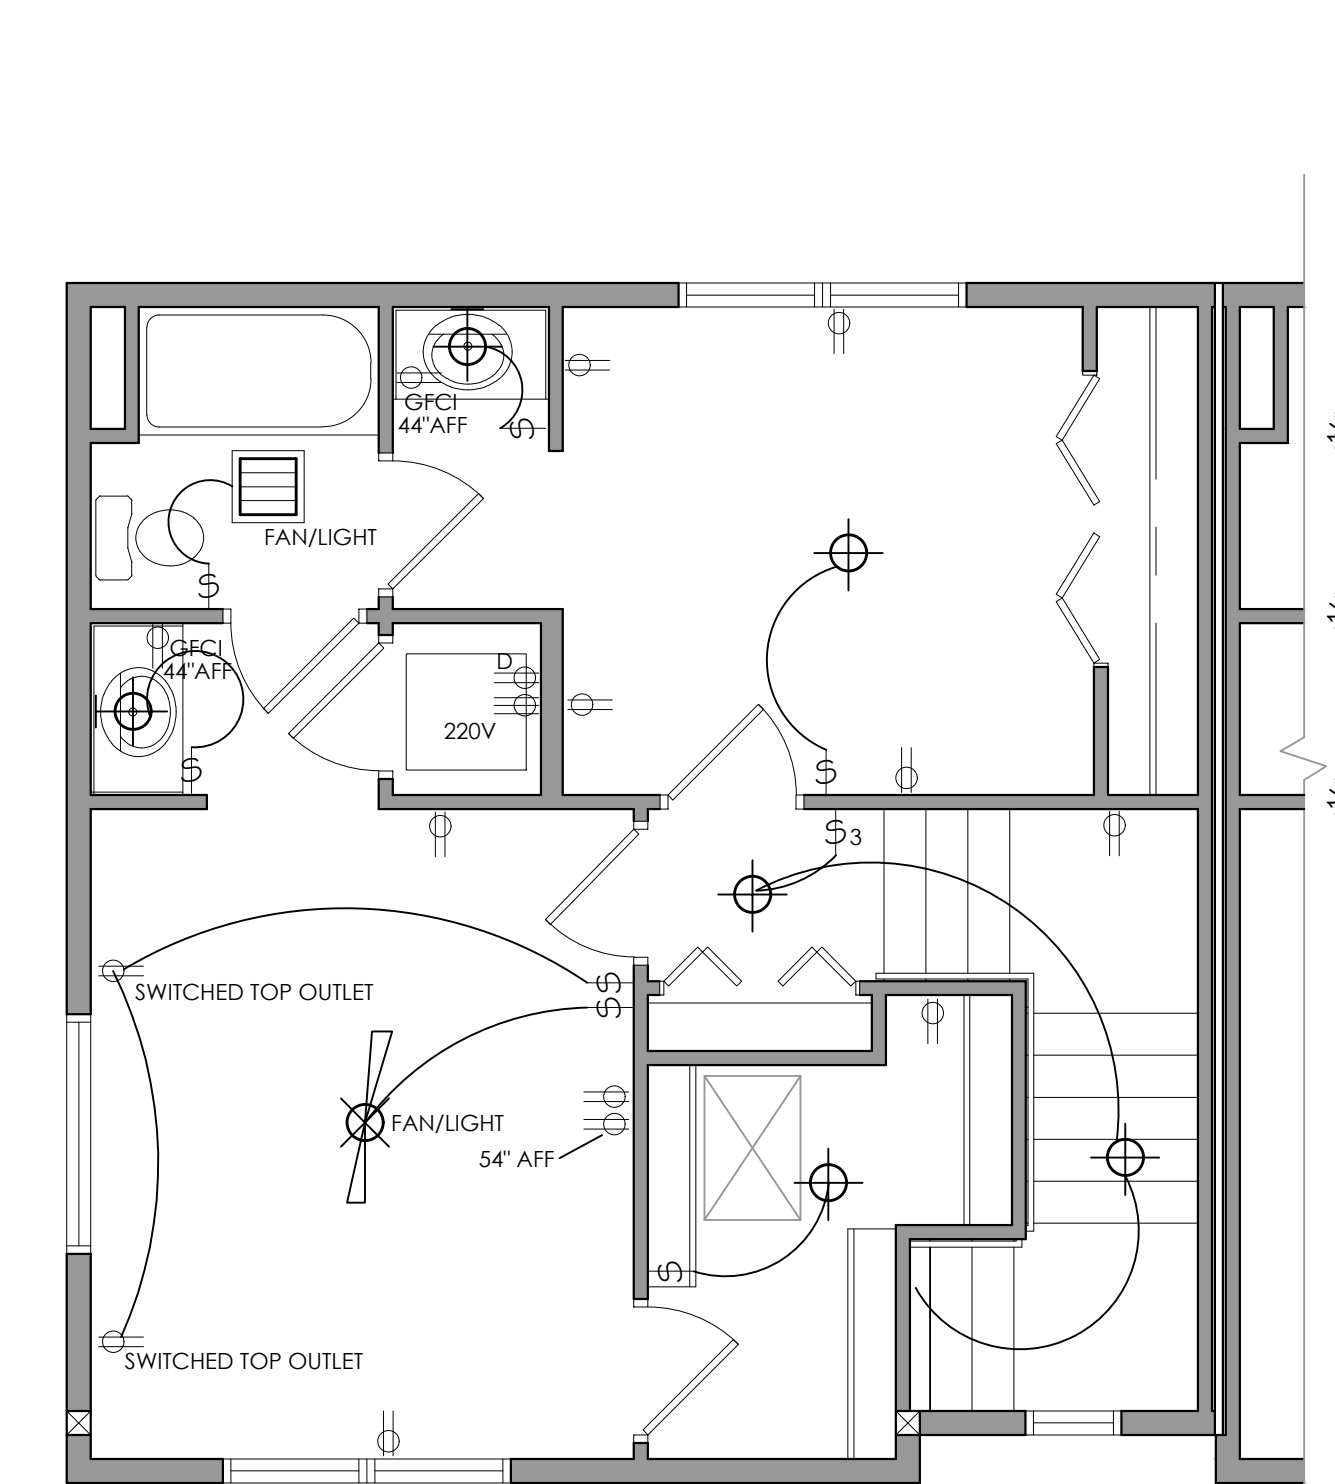 GFCI
44"AFF
S
FAN/LIGHT
S
GFCI
44"AFF
D
220V
S
S
S3
SWITCHED TOP OUTLET
S
S
FAN/LIGHT
54" AFF
S
SWITCHED TOP OUTLET